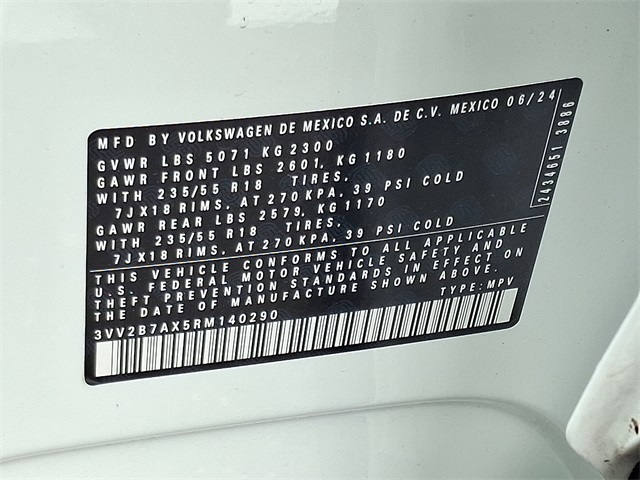 MFD BY VOLKSWAGEN DE MEXICO S.A. DE C.V. MEXICO 06/24
GVWR LBS 5071 KG 2300
GAWR FRONT LBS 2601, KG 1180
WITH 235/55 R18 TIRES,
7JX18 RIMS, AT 270 KPA, 39 PSI COLD
GAWR REAR LBS 2579, KG 1170
WITH 235/55 R18 TIRES,
7JX18 RIMS, AT 270 KPA, 39 PSI COLD
THIS VEHICLE CONFORMS TO ALL APPLICABLE
U.S. FEDERAL MOTOR VEHICLE SAFETY AND
THEFT PREVENTION STANDARDS IN EFFECT ON
THE DATE OF MANUFACTURE SHOWN ABOVE.
3VV2B7AX5RM140290 TYPE: MPV
2434651 3886